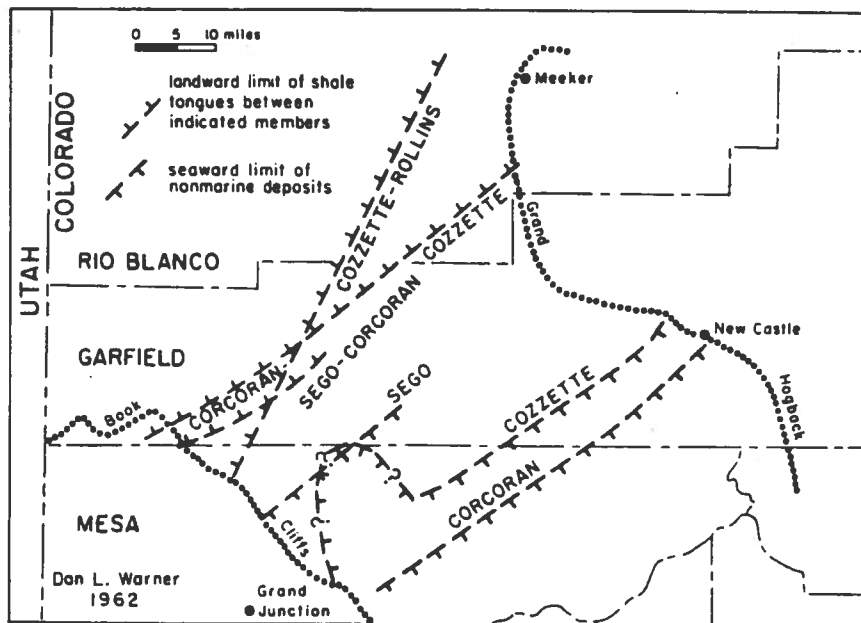 0 5 10 miles
landward limit of shale
tongues between
indicated members
seaward limit of
nonmarine deposits
UTAH
COLORADO
Meeker
COZZETTE-ROLLINS
CORCORAN COZZETTE
Grand
RIO BLANCO
SEGO-CORCORAN
New Castle
GARFIELD
SEGO
COZZETTE
Hogback
Book
?
?
?
CORCORAN
MESA
Cliffs
Dan L. Warner
1962
Grand
Junction